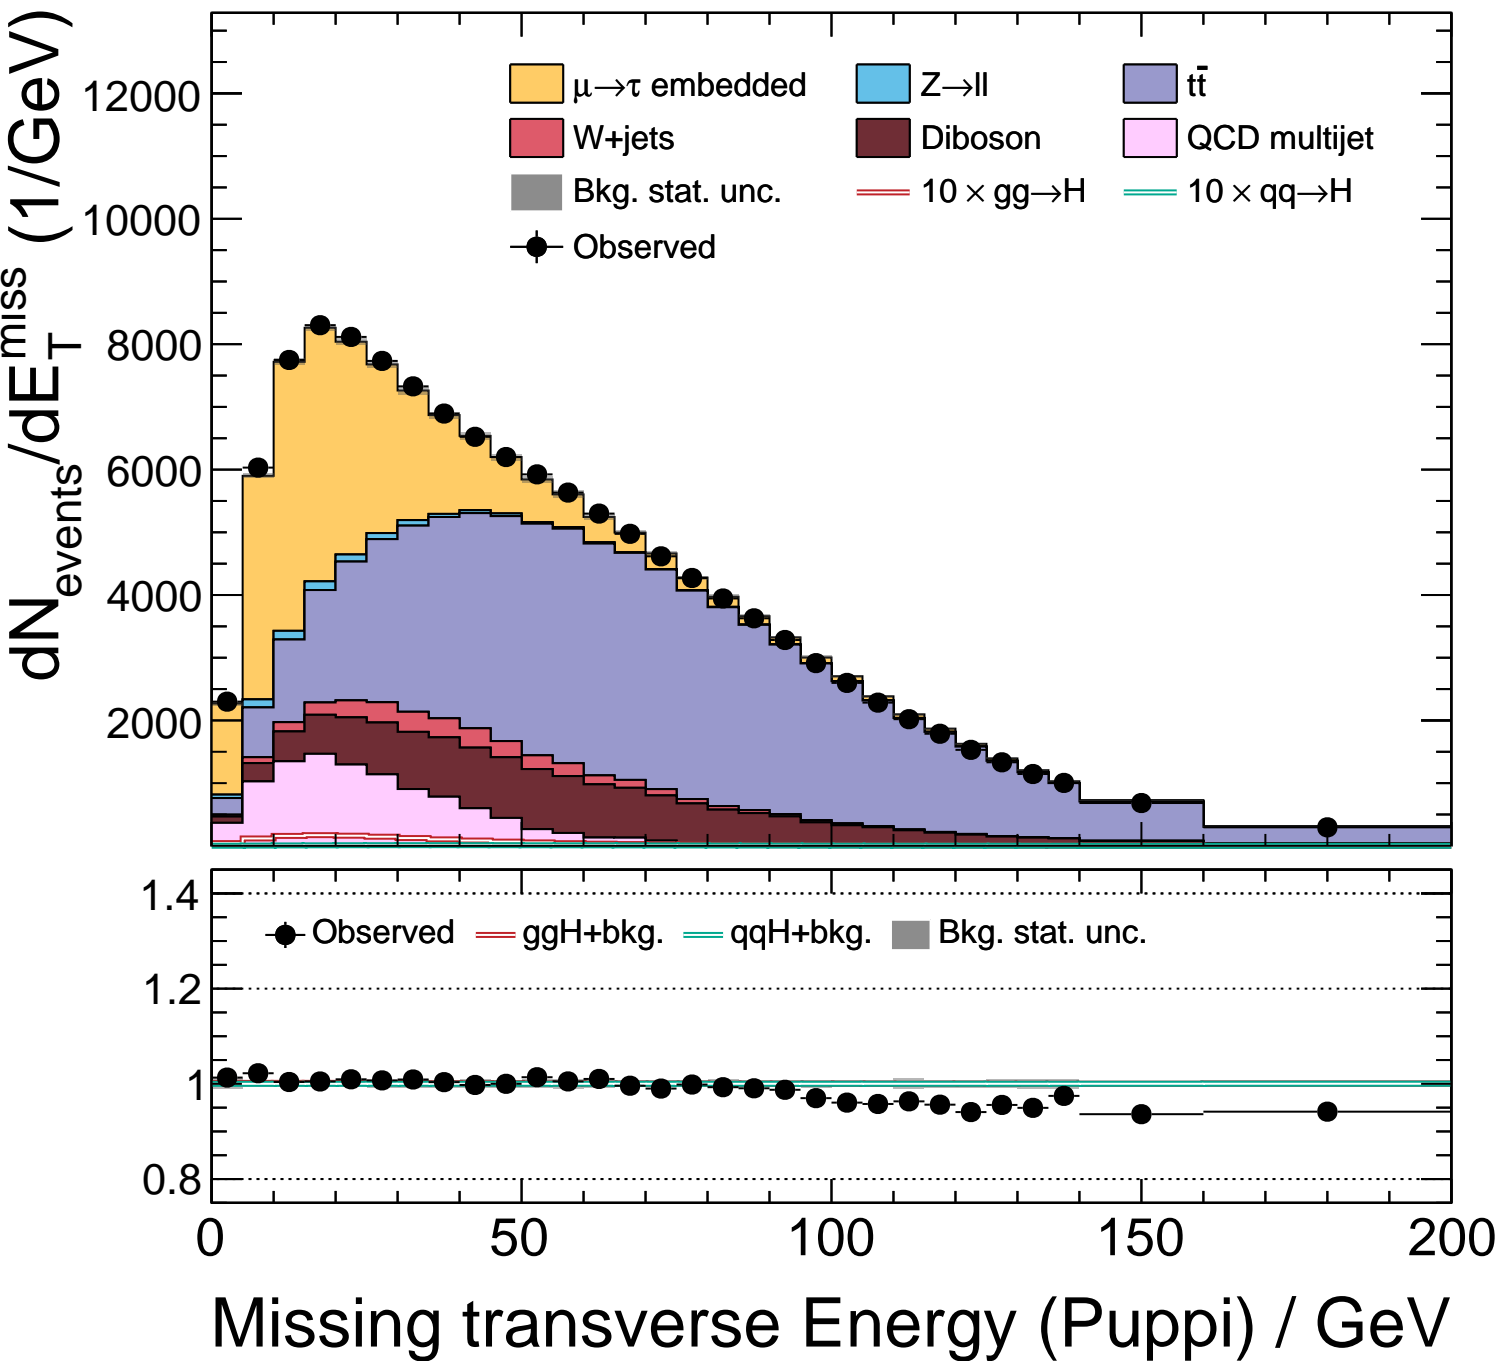 dN_events/dE_T^miss (1/GeV)
12000
10000
8000
6000
4000
2000
μ→τ embedded Z→ll tt̄
W+jets Diboson QCD multijet
Bkg. stat. unc. 10 × gg→H 10 × qq→H
Observed
1.4
1.2
1
0.8
Observed ggH+bkg. qqH+bkg. Bkg. stat. unc.
0 50 100 150 200
Missing transverse Energy (Puppi) / GeV